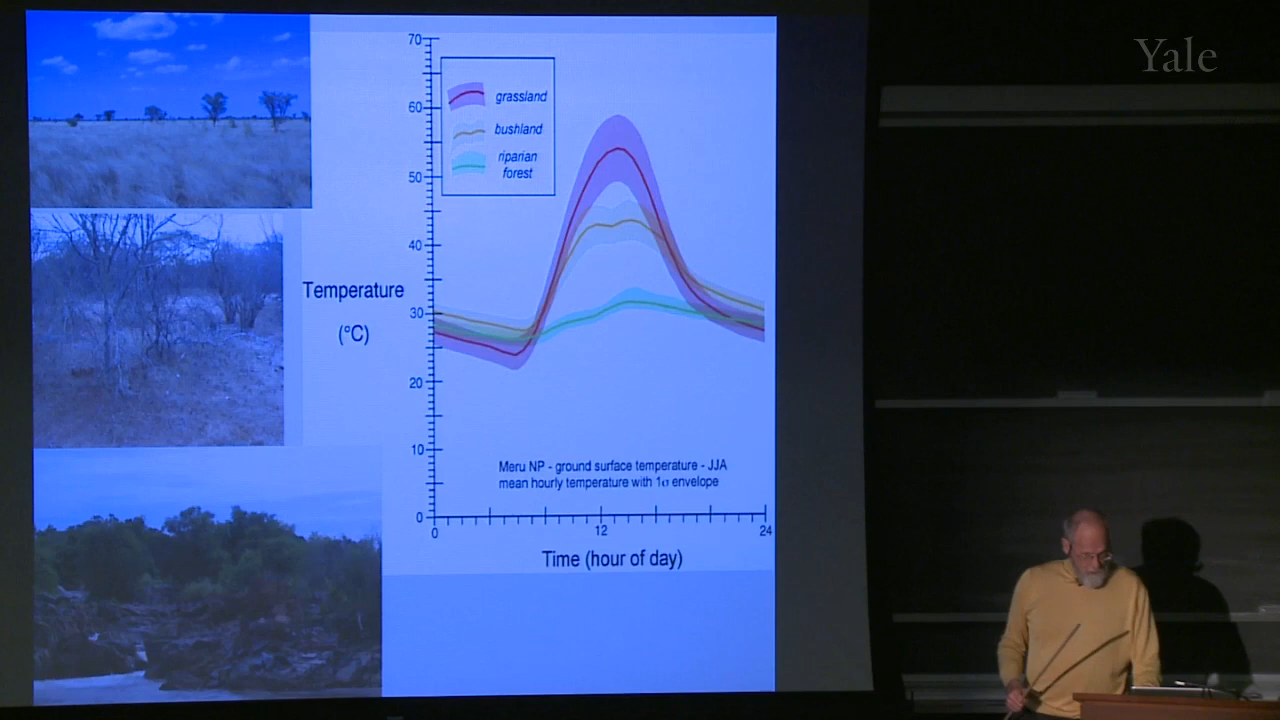 Yale
70
60
50
40
30
20
10
0
grassland
bushland
riparian
forest
Temperature
(°C)
Meru NP - ground surface temperature - JJA
mean hourly temperature with 1σ envelope
0
12
24
Time (hour of day)